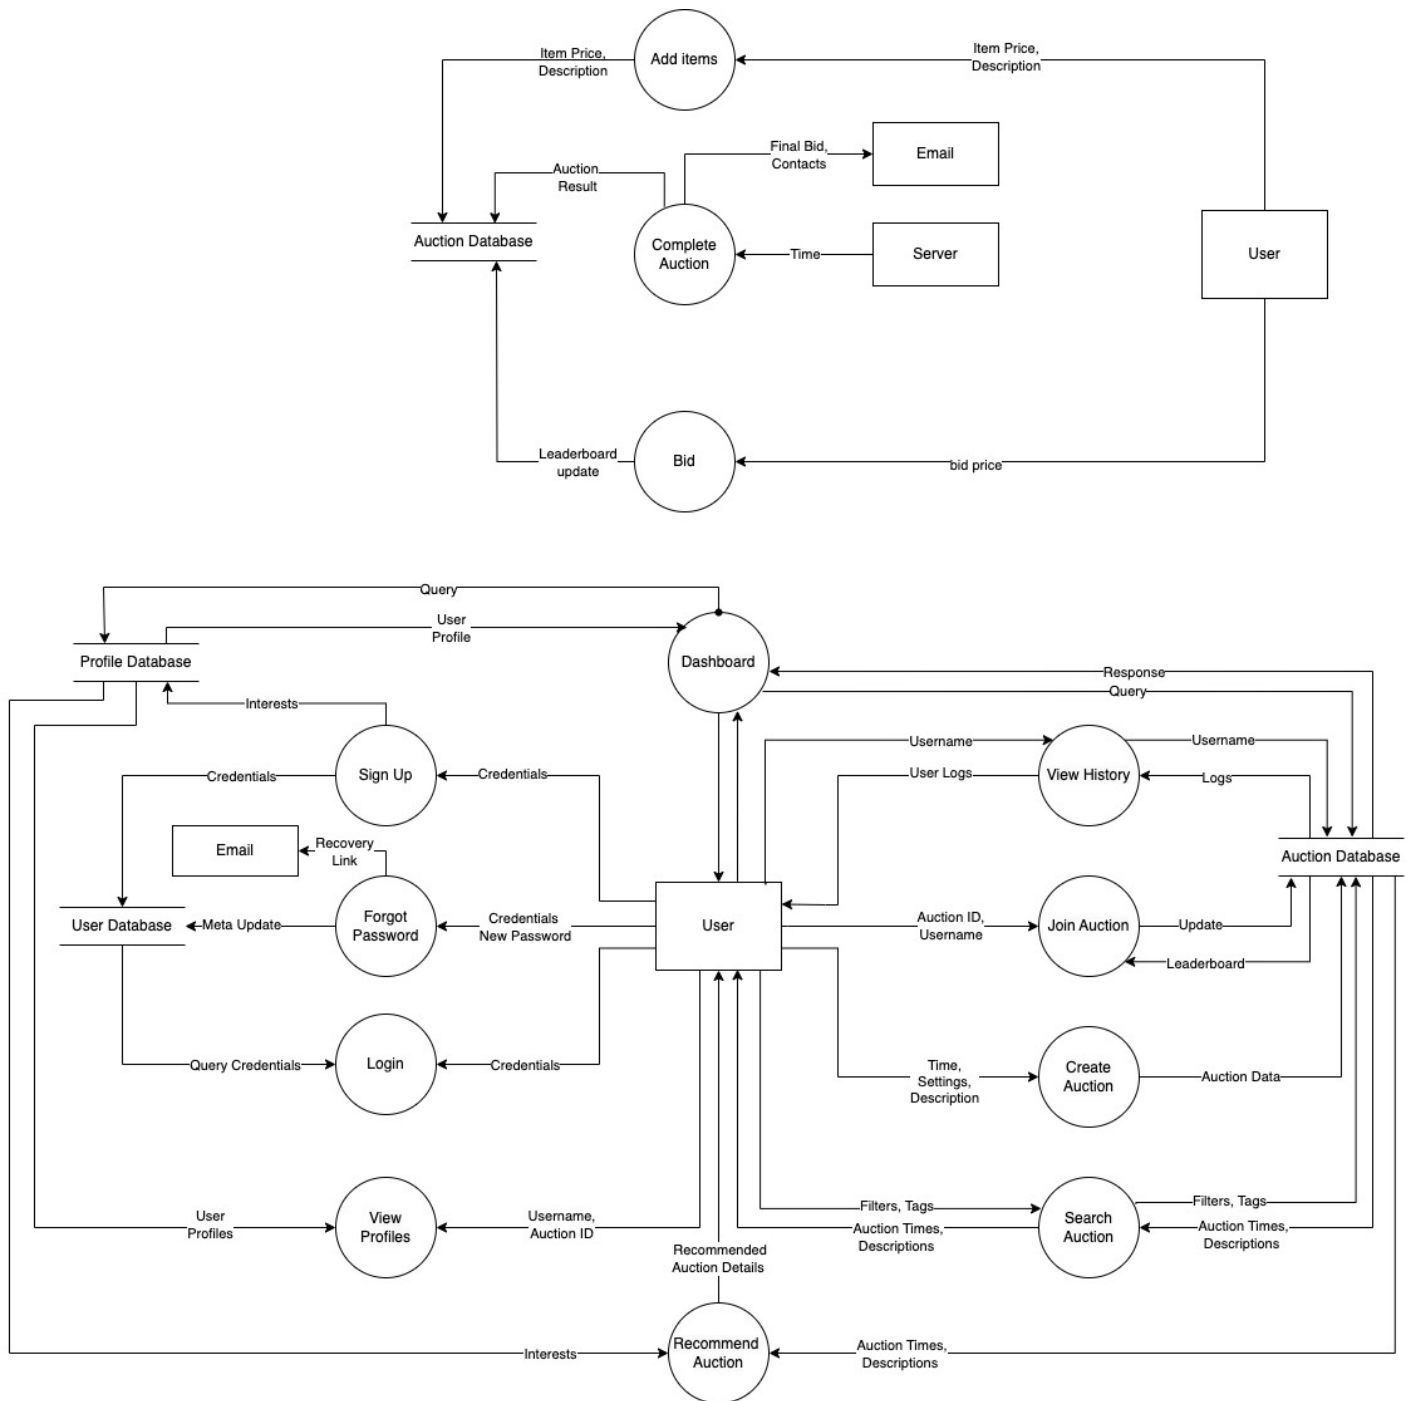 Item Price,
Description
Add items
Item Price,
Description
Final Bid,
Contacts
Email
Auction
Result
Auction Database
Complete
Auction
Time
Server
User
Leaderboard
update
Bid
bid price
Query
User
Profile
Profile Database
Dashboard
Response
Query
Interests
Username
Username
Credentials
Sign Up
Credentials
User Logs
View History
Logs
Email
Recovery
Link
Auction Database
User Database
Meta Update
Forgot
Password
Credentials
New Password
User
Auction ID,
Username
Join Auction
Update
Leaderboard
Query Credentials
Login
Credentials
Time,
Settings,
Description
Create
Auction
Auction Data
User
Profiles
View
Profiles
Username,
Auction ID
Filters, Tags
Auction Times,
Descriptions
Search
Auction
Filters, Tags
Auction Times,
Descriptions
Recommended
Auction Details
Interests
Recommend
Auction
Auction Times,
Descriptions